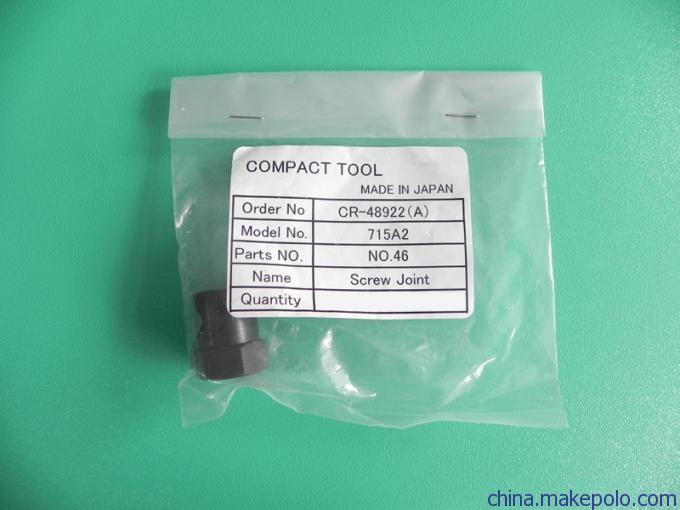 COMPACT TOOL
MADE IN JAPAN
Order No CR-48922(A)
Model No. 715A2
Parts NO. NO.46
Name Screw Joint
Quantity
china.makepolo.com